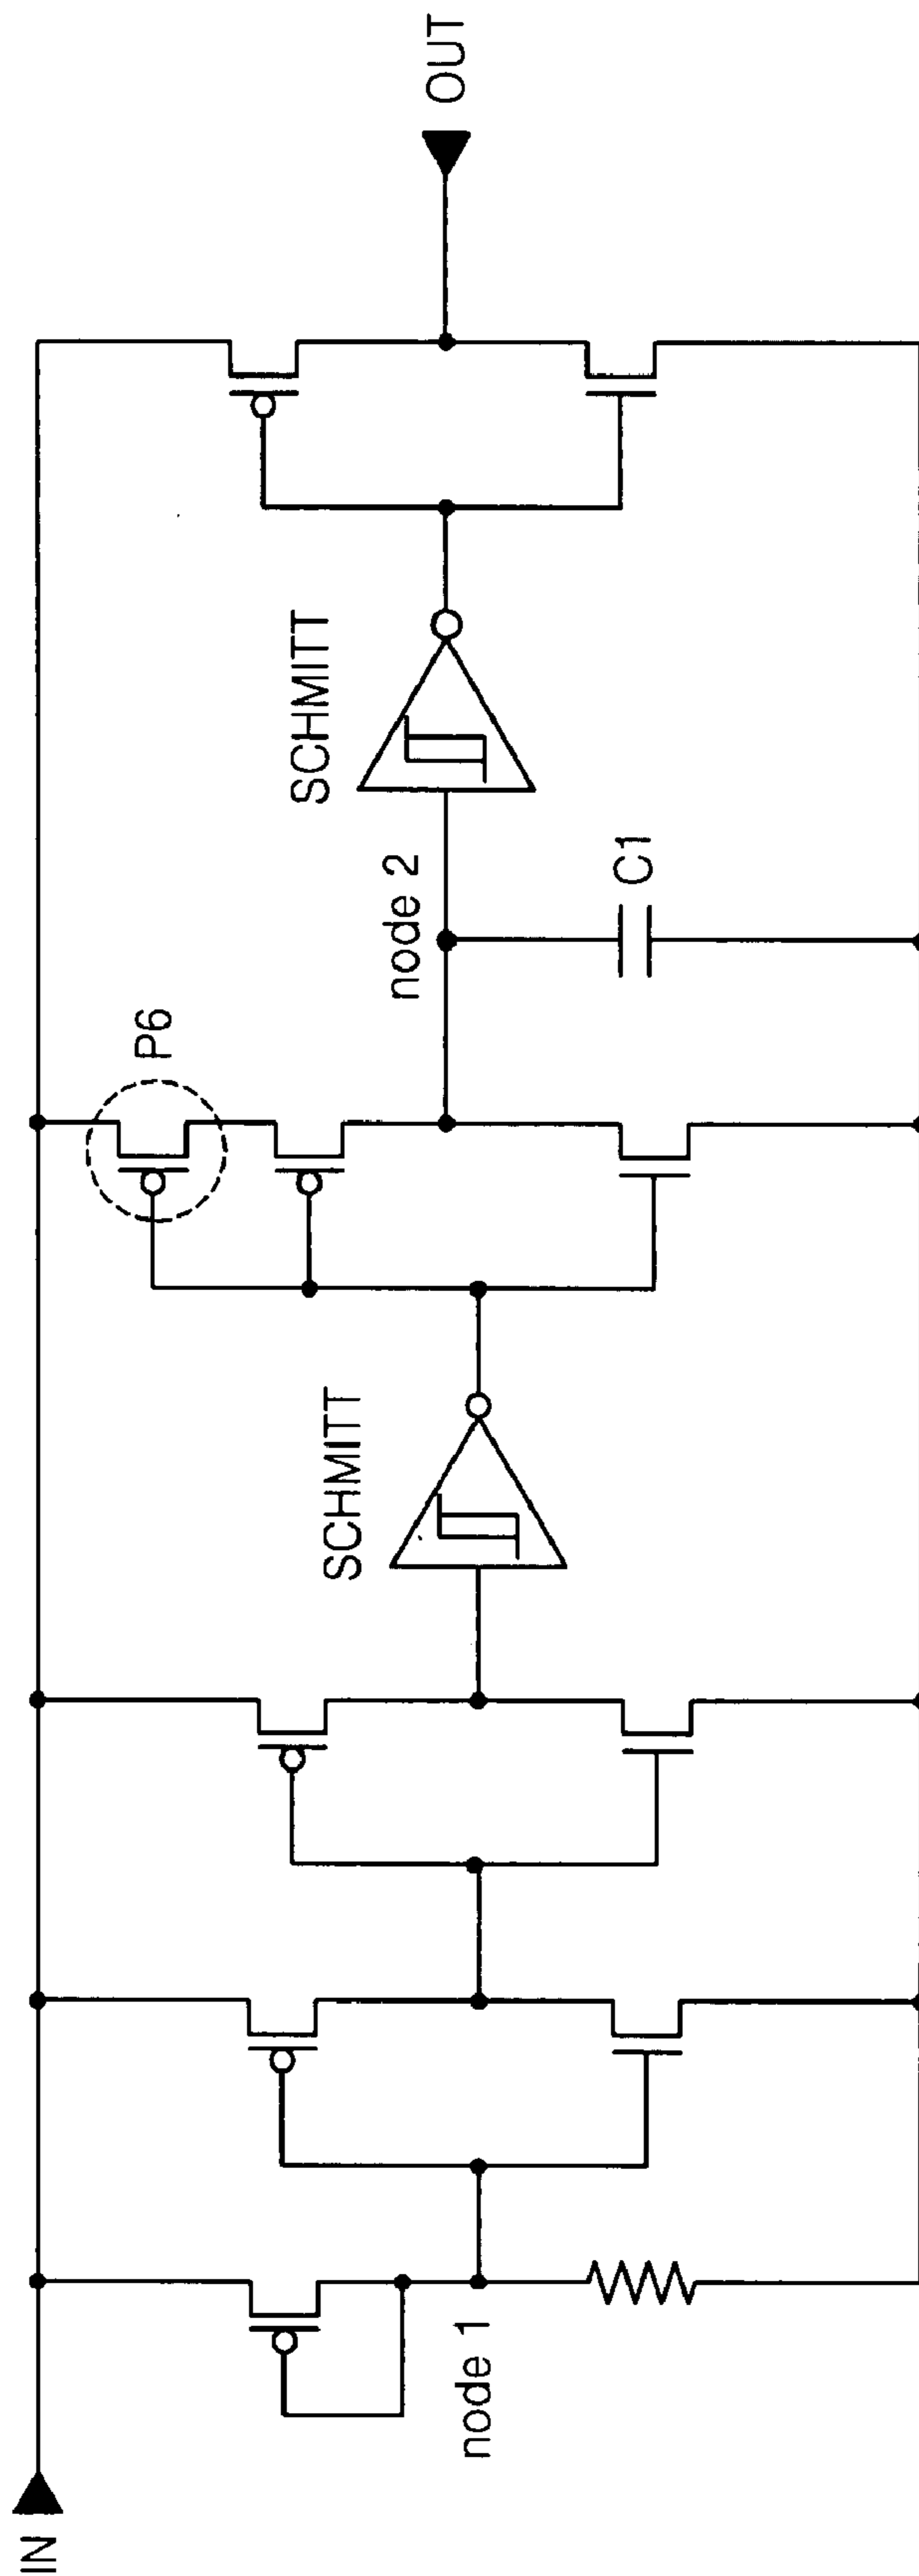 IN
node 1
SCHMITT
P6
node 2
C1
SCHMITT
OUT